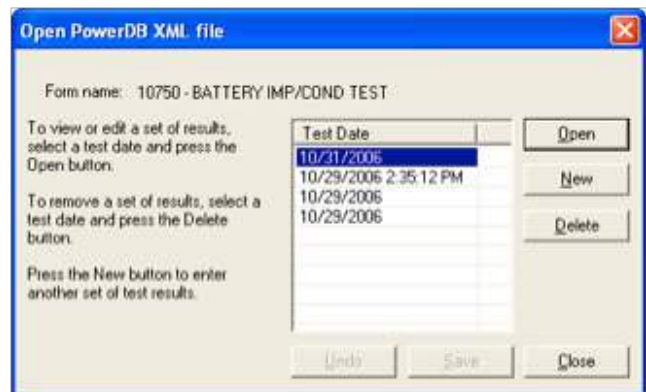 Open PowerDB XML file
Form name: 10750 - BATTERY IMP/COND TEST
To view or edit a set of results,
select a test date and press the
Open button.
To remove a set of results, select a
test date and press the Delete
button.
Press the New button to enter
another set of test results.
Test Date
10/31/2006
10/29/2006 2:35:12 PM
10/29/2006
10/29/2006
Open
New
Delete
Undo
Save
Close